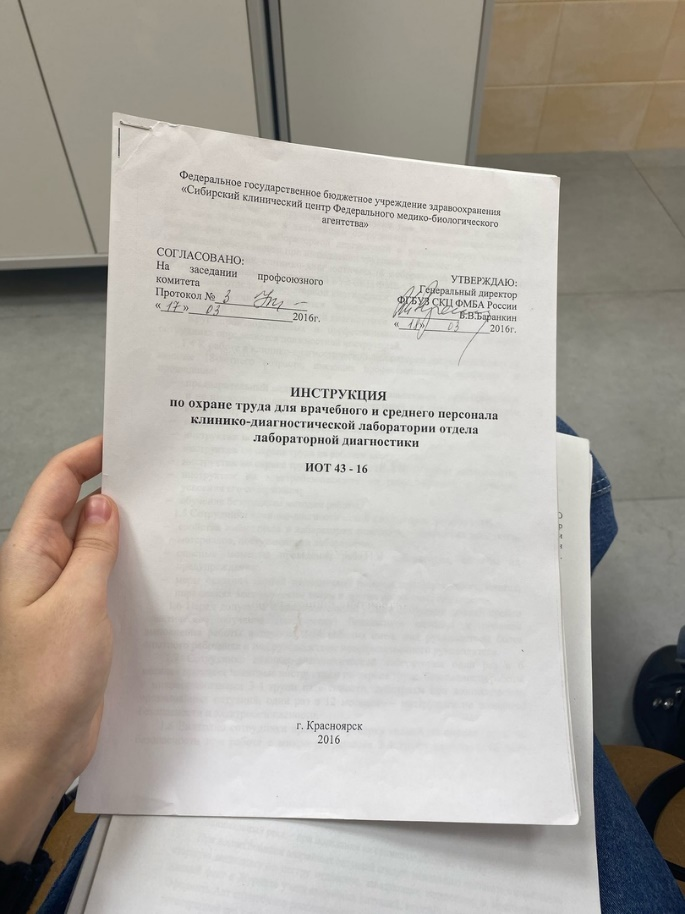 Федеральное государственное бюджетное учреждение здравоохранения
«Сибирский клинический центр Федерального медико-биологического
агентства»
СОГЛАСОВАНО:
На заседании профсоюзного
комитета
Протокол № 3
« 17 » 03 2016г.
УТВЕРЖДАЮ:
Генеральный директор
ФГБУЗ СКЦ ФМБА России
Б.В.Баранкин
« 18 » 03 2016г.
ИНСТРУКЦИЯ
по охране труда для врачебного и среднего персонала
клинико-диагностической лаборатории отдела
лабораторной диагностики
ИОТ 43 - 16
г. Красноярск
2016